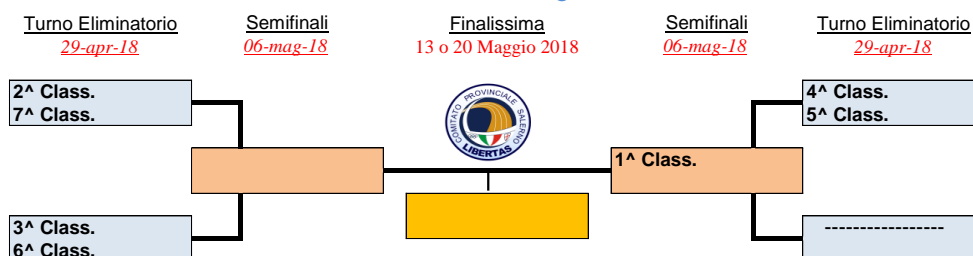 Turno Eliminatorio
29-apr-18
Semifinali
06-mag-18
Finalissima
13 o 20 Maggio 2018
Semifinali
06-mag-18
Turno Eliminatorio
29-apr-18
2^ Class.
7^ Class.
COMITATO PROVINCIALE SALERNO
LIBERTAS
4^ Class.
5^ Class.
1^ Class.
3^ Class.
6^ Class.
-----------------